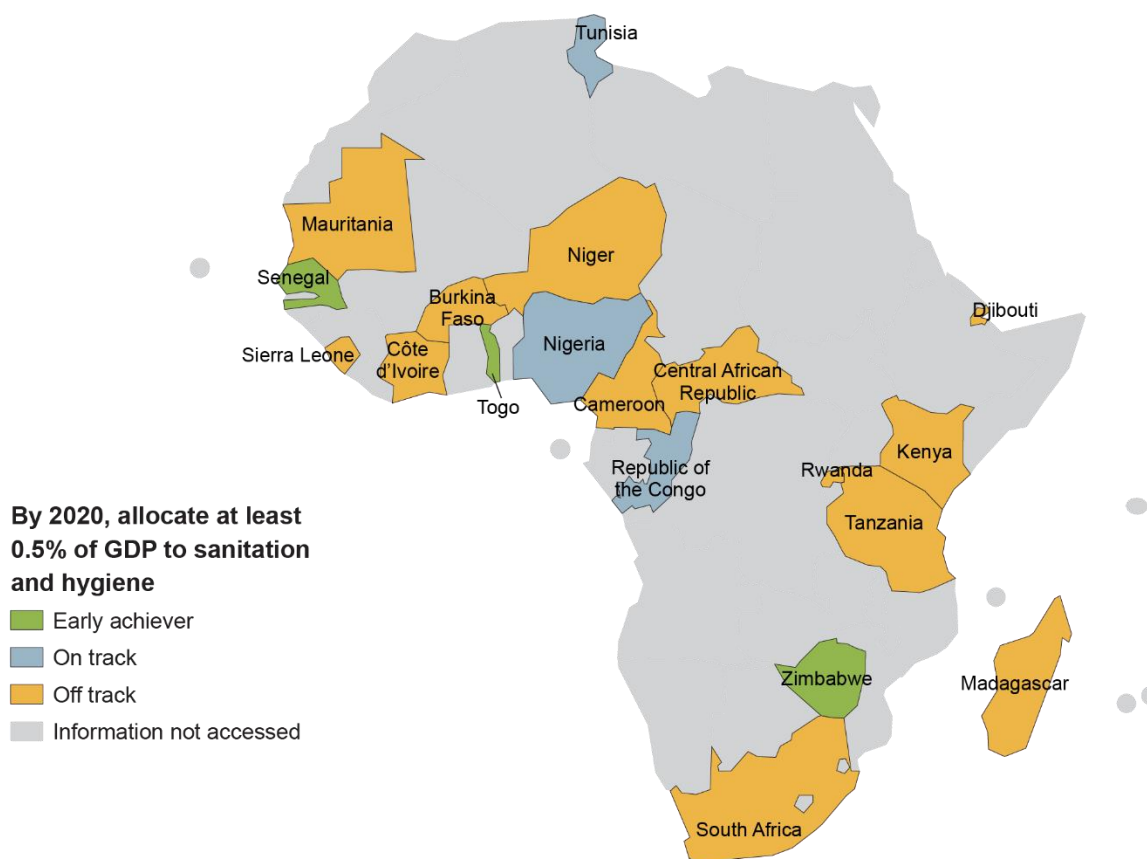 Tunisia
Mauritania
Niger
Senegal
Burkina
Faso
Djibouti
Sierra Leone
Côte
d'Ivoire
Nigeria
Central African
Republic
Togo
Cameroon
Kenya
Republic of
the Congo
Rwanda
Tanzania
By 2020, allocate at least
0.5% of GDP to sanitation
and hygiene
Early achiever
On track
Off track
Information not accessed
Zimbabwe
Madagascar
South Africa